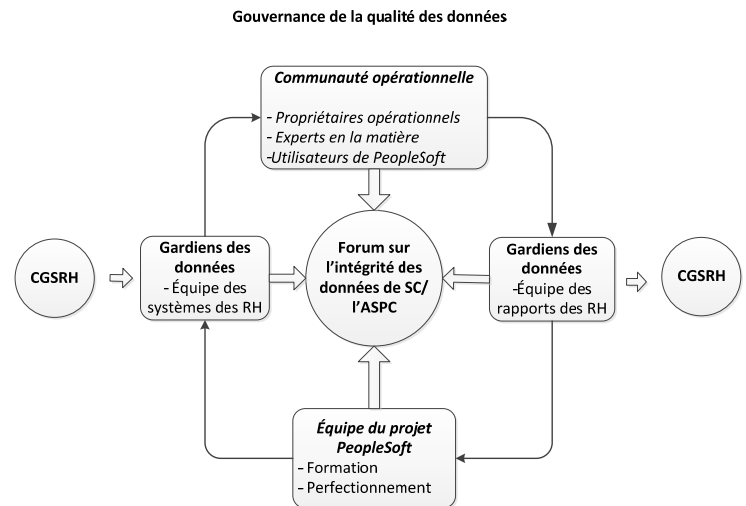 Gouvernance de la qualité des données
Communauté opérationnelle
- Propriétaires opérationnels
- Experts en la matière
-Utilisateurs de PeopleSoft
CGSRH
Gardiens des
données
- Équipe des
systèmes des RH
Forum sur
l'intégrité des
données de SC/
l'ASPC
Gardiens des
données
-Équipe des
rapports des RH
CGSRH
Équipe du projet
PeopleSoft
- Formation
- Perfectionnement